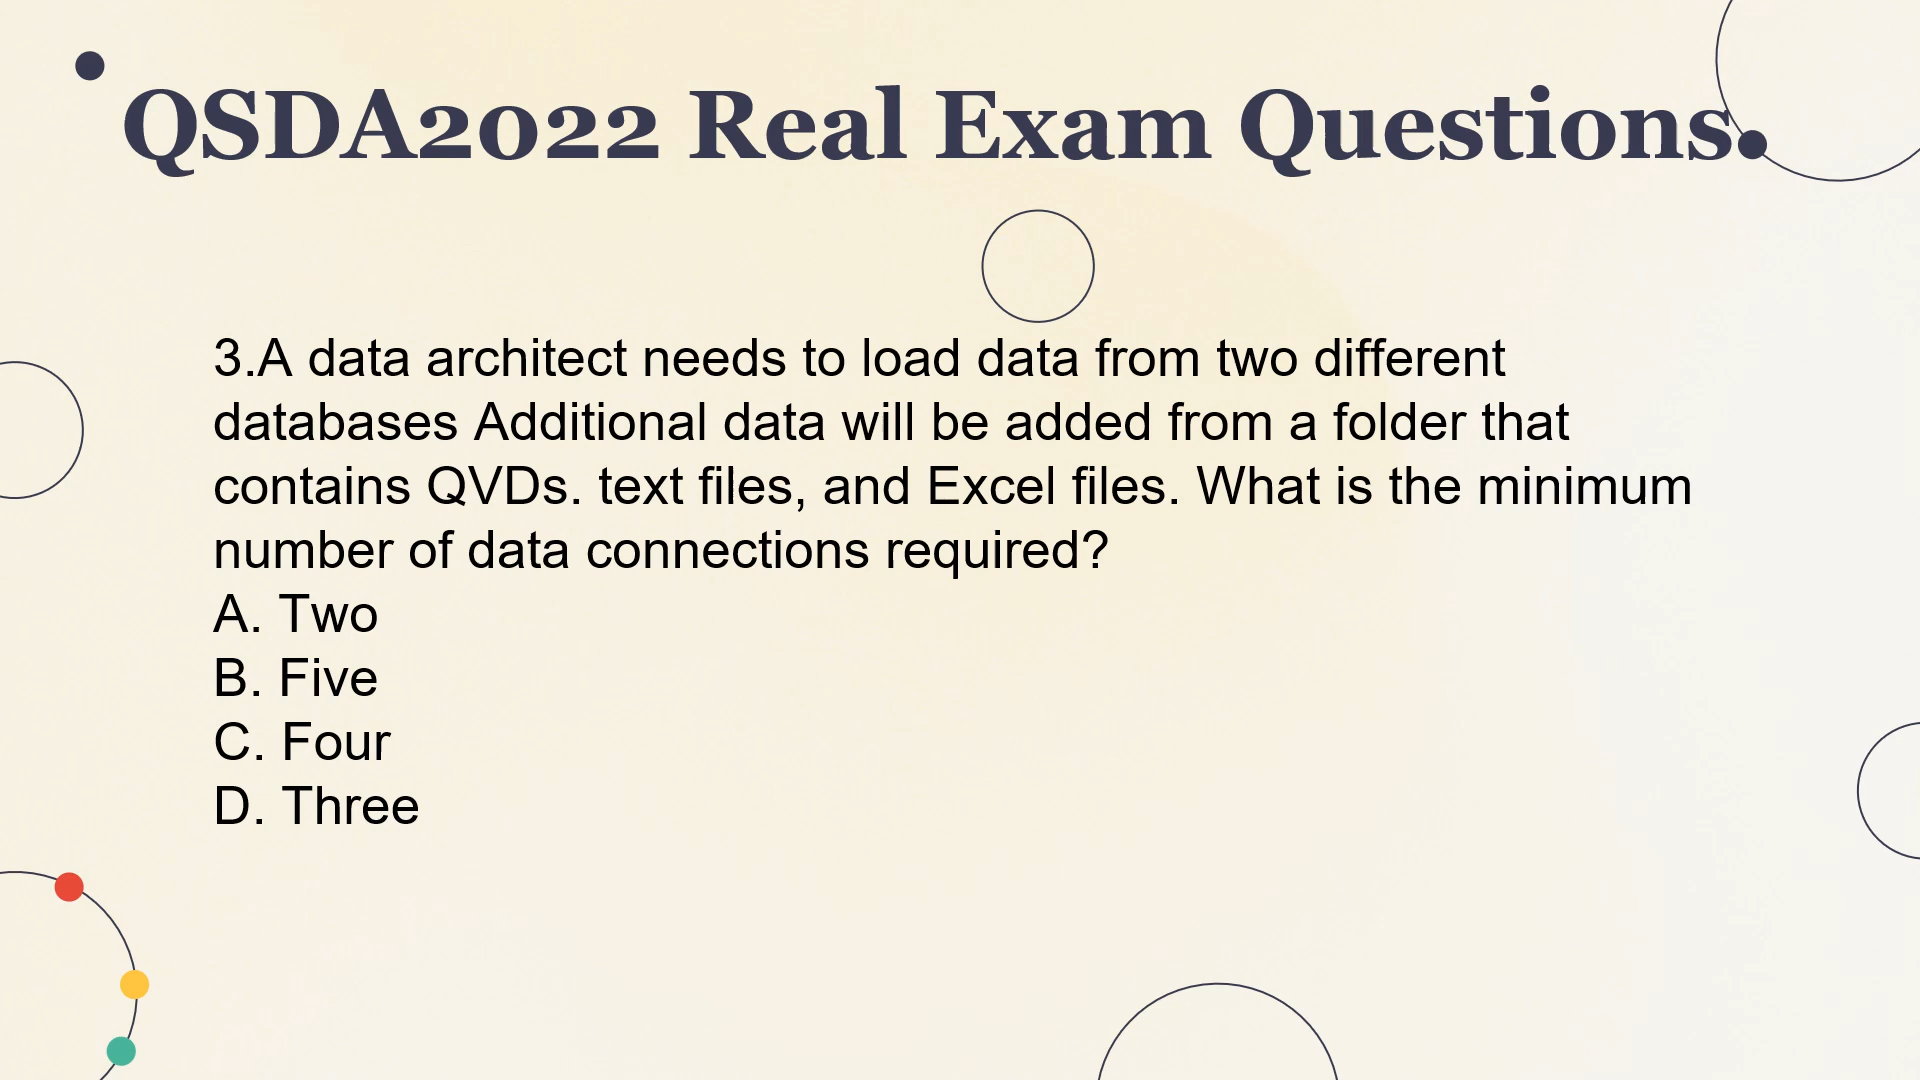 QSDA2022 Real Exam Questions
3.A data architect needs to load data from two different
databases Additional data will be added from a folder that
contains QVDs. text files, and Excel files. What is the minimum
number of data connections required?
A. Two
B. Five
C. Four
D. Three